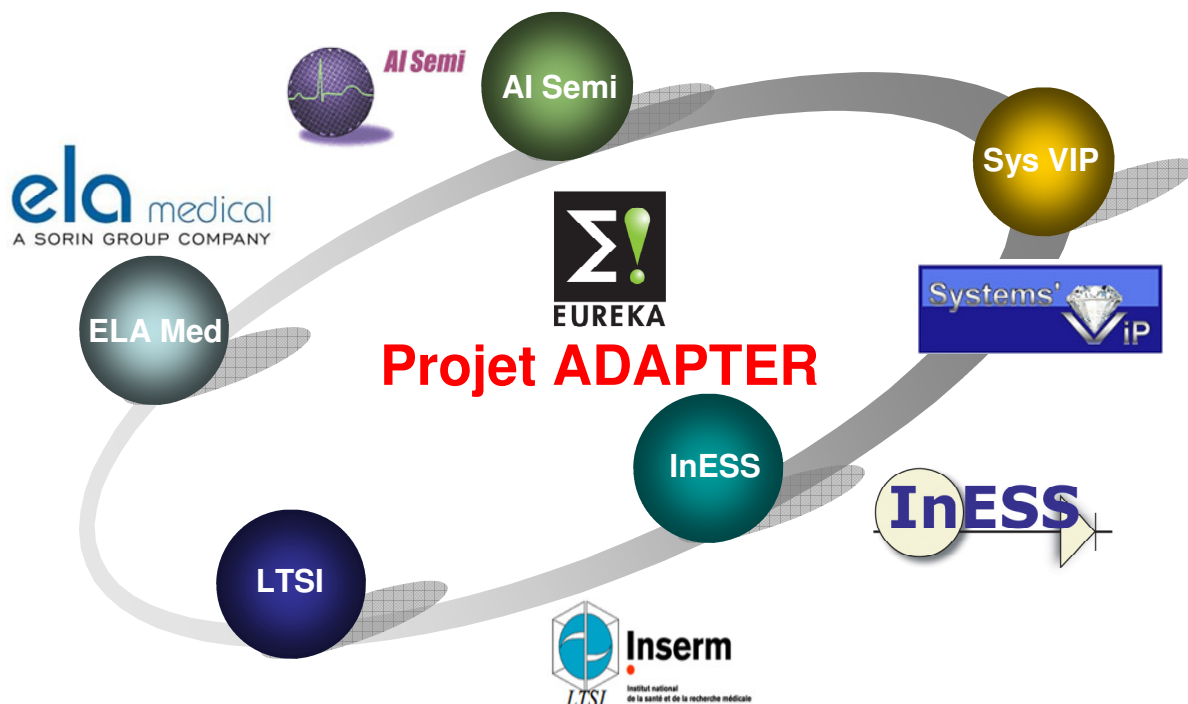 AI Semi
AI Semi
Sys VIP
ela medical
A SORIN GROUP COMPANY
EUREKA
Systems'
ViP
ELA Med
Projet ADAPTER
InESS
InESS
LTSI
Inserm
LTSI
Institut national
de la santé et de la recherche médicale